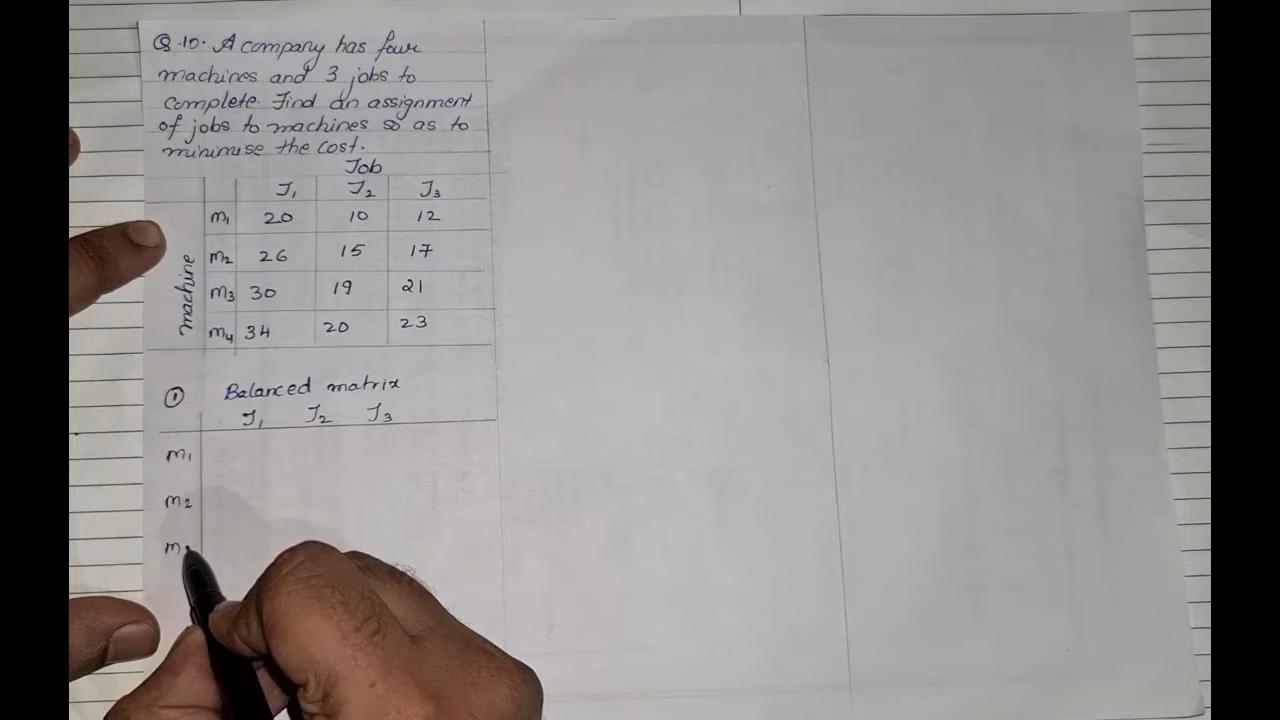 Q.10. A company has four
machines and 3 jobs to
complete. Find an assignment
of jobs to machines so as to
minimise the cost.
Job
J1 J2 J3
machine
m1 20 10 12
m2 26 15 17
m3 30 19 21
m4 34 20 23
① Balanced matrix
J1 J2 J3
m1
m2
m